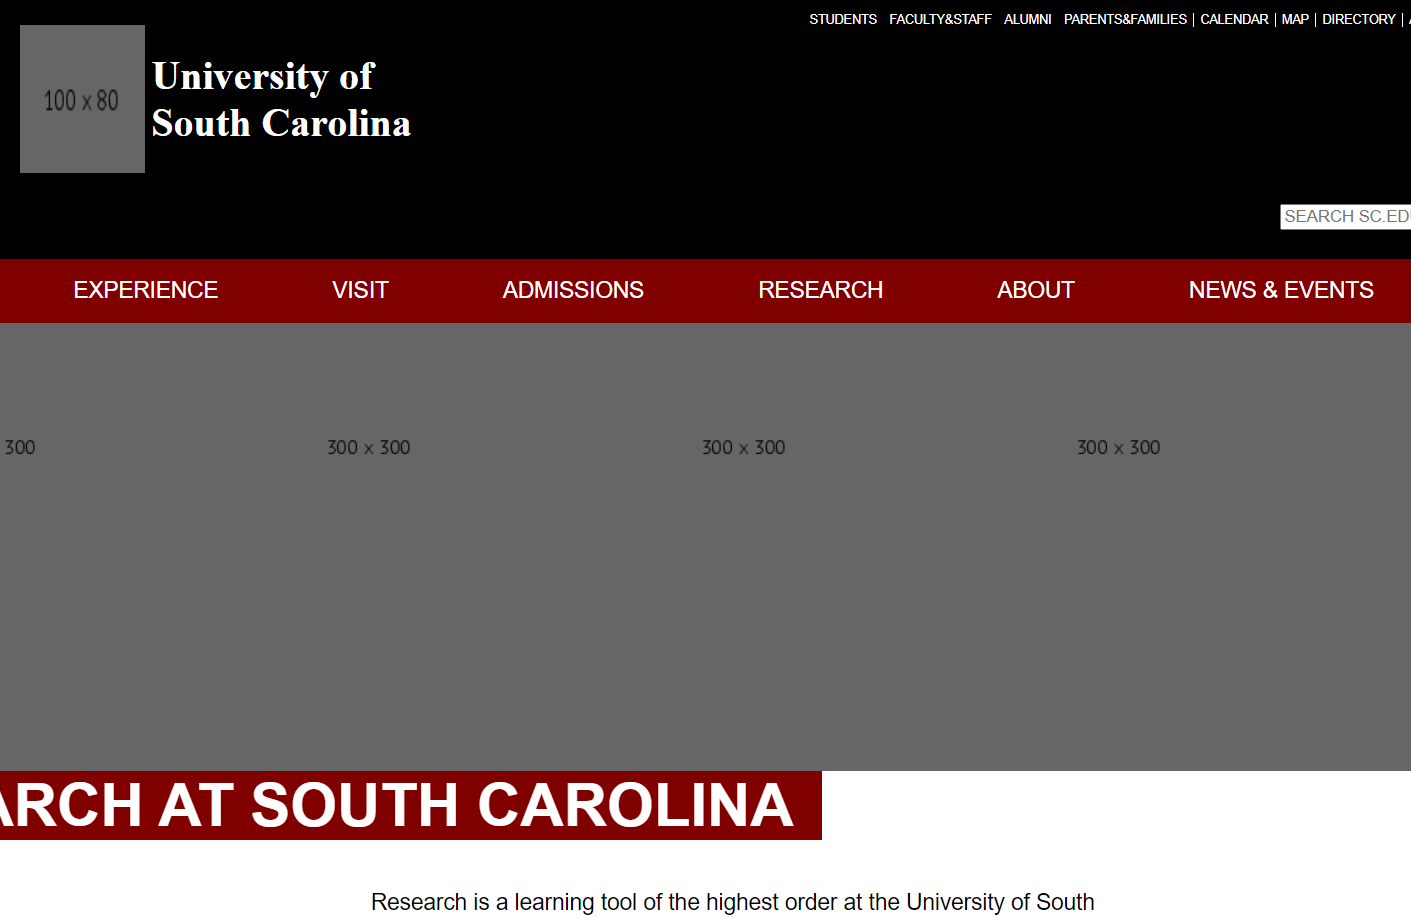 STUDENTS FACULTY&STAFF ALUMNI PARENTS&FAMILIES | CALENDAR | MAP | DIRECTORY |
100 x 80
University of
South Carolina
SEARCH SC.EDU
EXPERIENCE VISIT ADMISSIONS RESEARCH ABOUT NEWS & EVENTS
300 300 x 300 300 x 300 300 x 300
ARCH AT SOUTH CAROLINA
Research is a learning tool of the highest order at the University of South